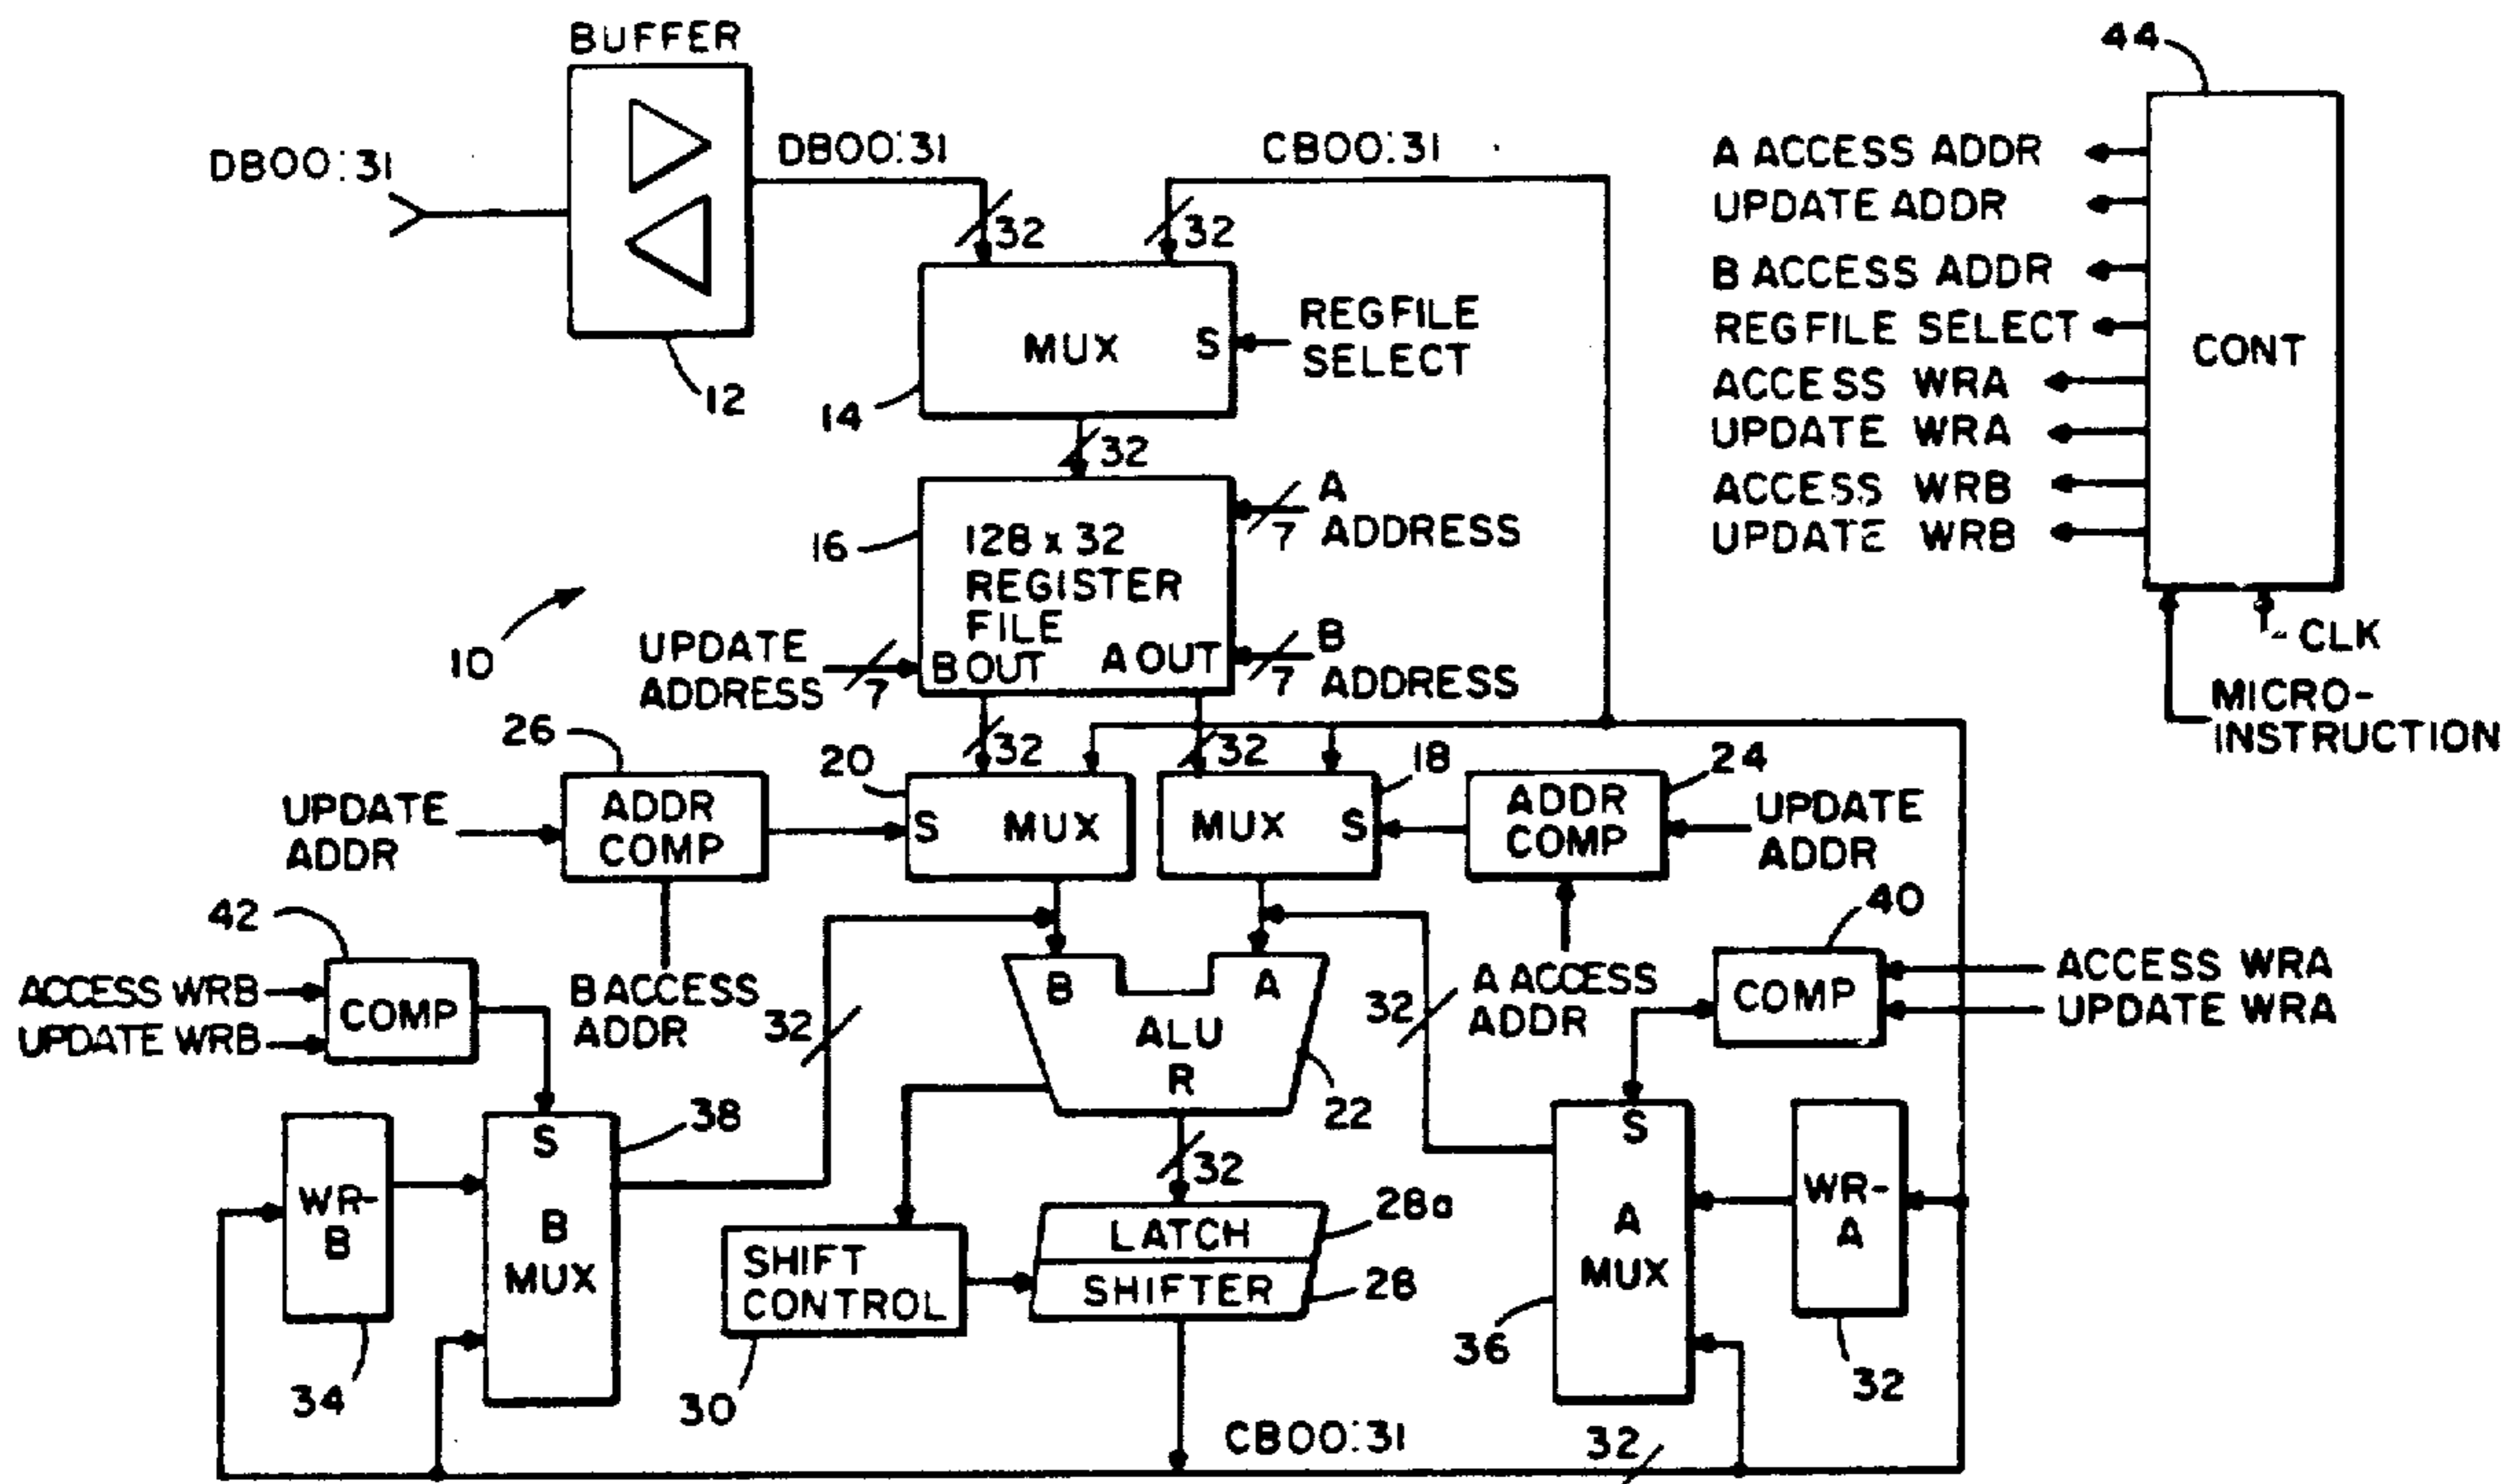 BUFFER
44
DB00:31
DB00:31
CB00:31
A ACCESS ADDR
UPDATE ADDR
B ACCESS ADDR
REGFILE SELECT
ACCESS WRA
UPDATE WRA
ACCESS WRB
UPDATE WRB
CONT
CLK
MICRO-
INSTRUCTION
32
32
MUX S
REGFILE
SELECT
12
14
32
16
128 x 32
REGISTER
FILE
B OUT A OUT
A
ADDRESS
7
B
ADDRESS
7
10
UPDATE
ADDRESS
7
26
20
32
32
18
24
UPDATE
ADDR
ADDR
COMP
S MUX
MUX S
ADDR
COMP
UPDATE
ADDR
42
40
ACCESS WRB
UPDATE WRB
COMP
B ACCESS
ADDR
32
B A
ALU
R
22
32
A ACCESS
ADDR
COMP
ACCESS WRA
UPDATE WRA
38
32
WR-
B
S
B
MUX
SHIFT
CONTROL
LATCH
SHIFTER
28a
28
S
A
MUX
WR-
A
34
30
36
32
CB00:31
32